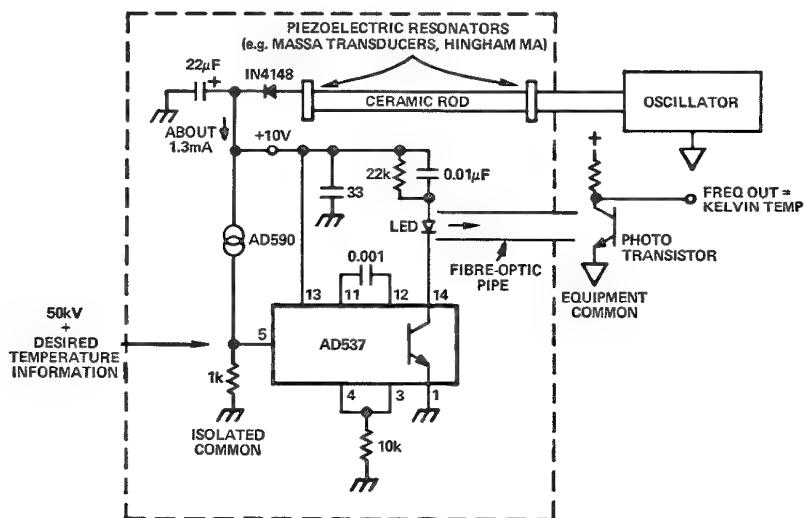 PIEZOELECTRIC RESONATORS
(e.g. MASSA TRANSDUCERS, HINGHAM MA)
22µF
+
IN4148
CERAMIC ROD
OSCILLATOR
ABOUT
1.3mA
+10V
22k
0.01µF
33
+
FREQ OUT =
KELVIN TEMP
LED
PHOTO
TRANSISTOR
AD590
FIBRE-OPTIC
PIPE
EQUIPMENT
COMMON
0.001
13
11
12
14
50kV
+
DESIRED
TEMPERATURE
INFORMATION
5
AD537
1k
4
3
1
ISOLATED
COMMON
10k